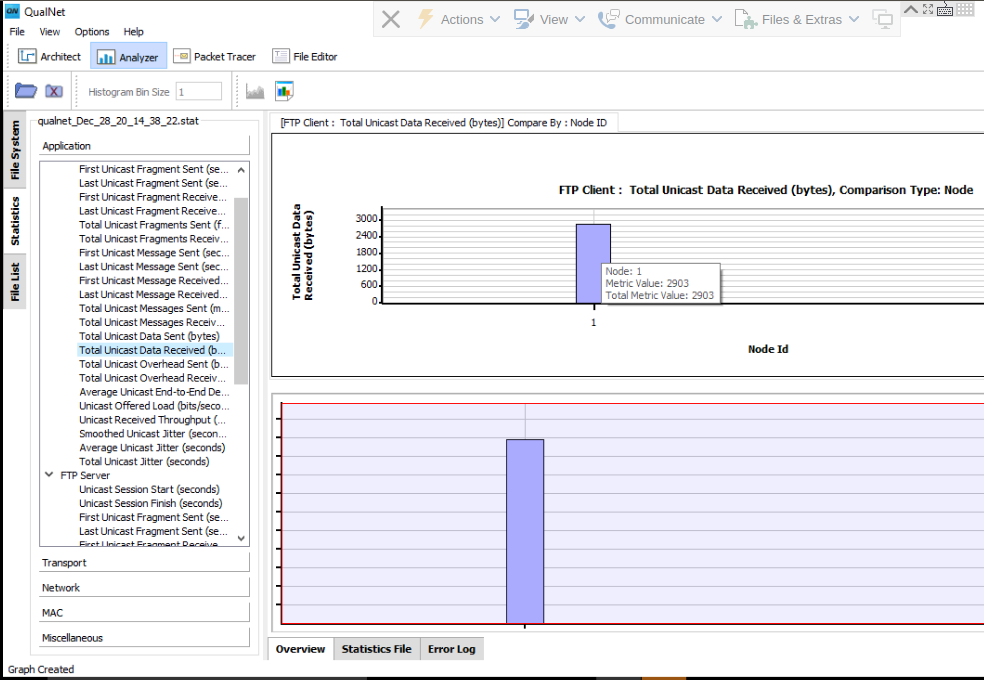 QN QualNet
Actions View Communicate Files & Extras
File View Options Help
Architect Analyzer Packet Tracer File Editor
Histogram Bin Size 1
File System
Statistics
File List
qualnet_Dec_28_20_14_38_22.stat
Application
First Unicast Fragment Sent (se...
Last Unicast Fragment Sent (se...
First Unicast Fragment Receive...
Last Unicast Fragment Receive...
Total Unicast Fragments Sent (f...
Total Unicast Fragments Receiv...
First Unicast Message Sent (sec...
Last Unicast Message Sent (sec...
First Unicast Message Received...
Last Unicast Message Received...
Total Unicast Messages Sent (m...
Total Unicast Messages Receiv...
Total Unicast Data Sent (bytes)
Total Unicast Data Received (b...
Total Unicast Overhead Sent (b...
Total Unicast Overhead Receiv...
Average Unicast End-to-End De...
Unicast Offered Load (bits/seco...
Unicast Received Throughput (...
Smoothed Unicast Jitter (secon...
Average Unicast Jitter (seconds)
Total Unicast Jitter (seconds)
FTP Server
Unicast Session Start (seconds)
Unicast Session Finish (seconds)
First Unicast Fragment Sent (se...
Last Unicast Fragment Sent (se...
First Unicast Fragment Receive...
Transport
Network
MAC
Miscellaneous
[FTP Client : Total Unicast Data Received (bytes)] Compare By : Node ID
FTP Client : Total Unicast Data Received (bytes), Comparison Type: Node
Total Unicast Data
Received (bytes)
3000
2400
1800
1200
600
0
Node: 1
Metric Value: 2903
Total Metric Value: 2903
1
Node Id
Overview Statistics File Error Log
Graph Created